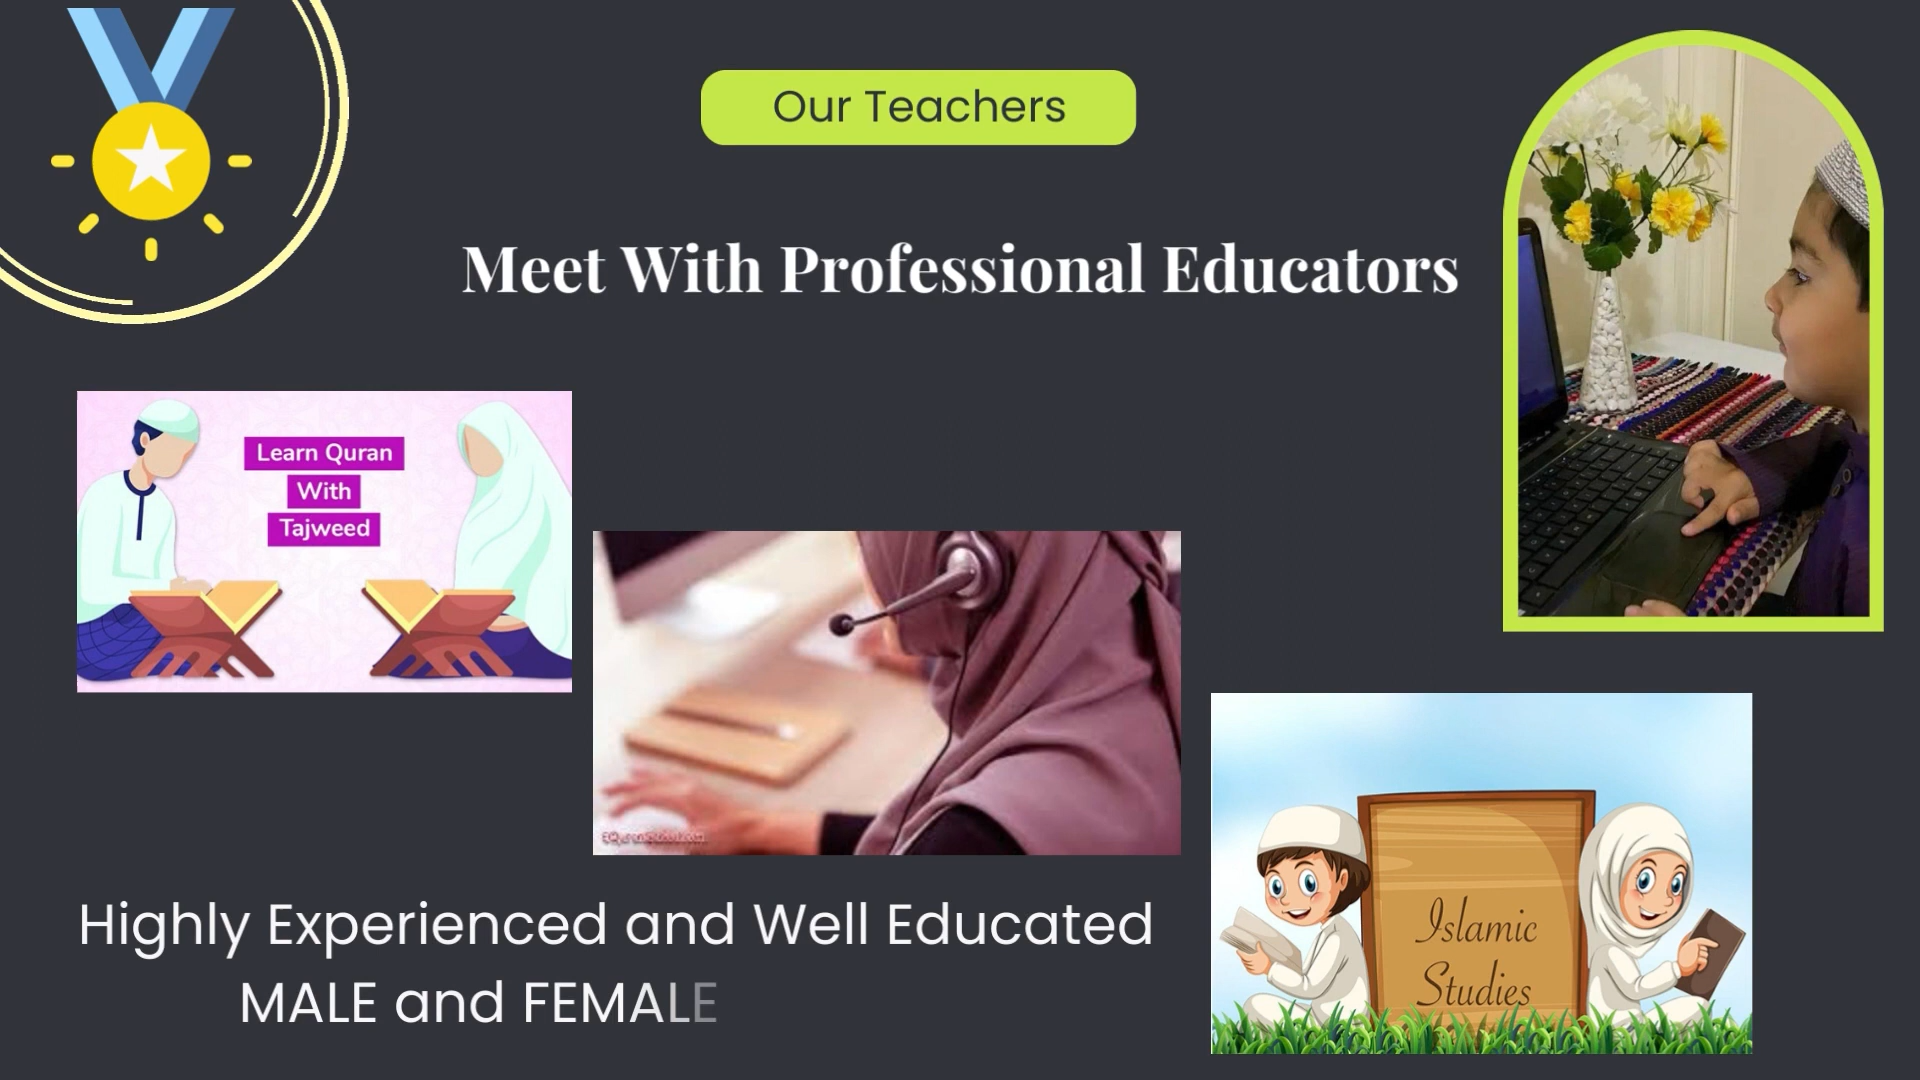 Our Teachers
Meet With Professional Educators
Learn Quran
With
Tajweed
Islamic
Studies
Highly Experienced and Well Educated
MALE and FEMALE